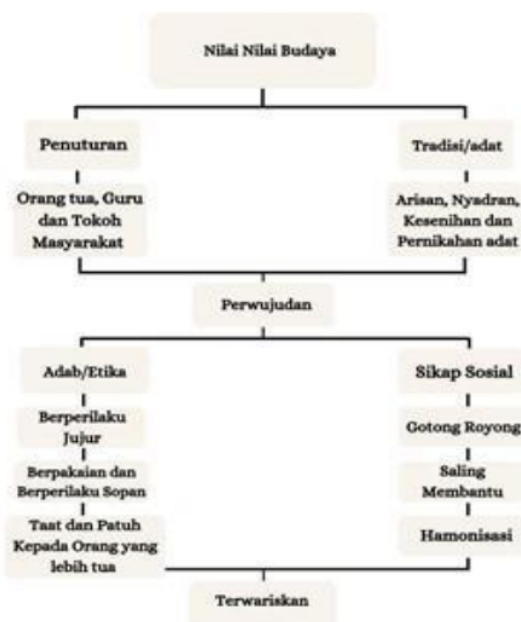 Nilai Nilai Budaya
Penuturan
Tradisi/adat
Orang tua, Guru
dan Tokoh
Masyarakat
Arisan, Nyadran,
Kesenihan dan
Pernikahan adat
Perwujudan
Adab/Etika
Sikap Sosial
Berperilaku
Jujur
Gotong Royong
Berpakaian dan
Berperilaku Sopan
Saling
Membantu
Taat dan Patuh
Kepada Orang yang
lebih tua
Hamonisasi
Terwariskan